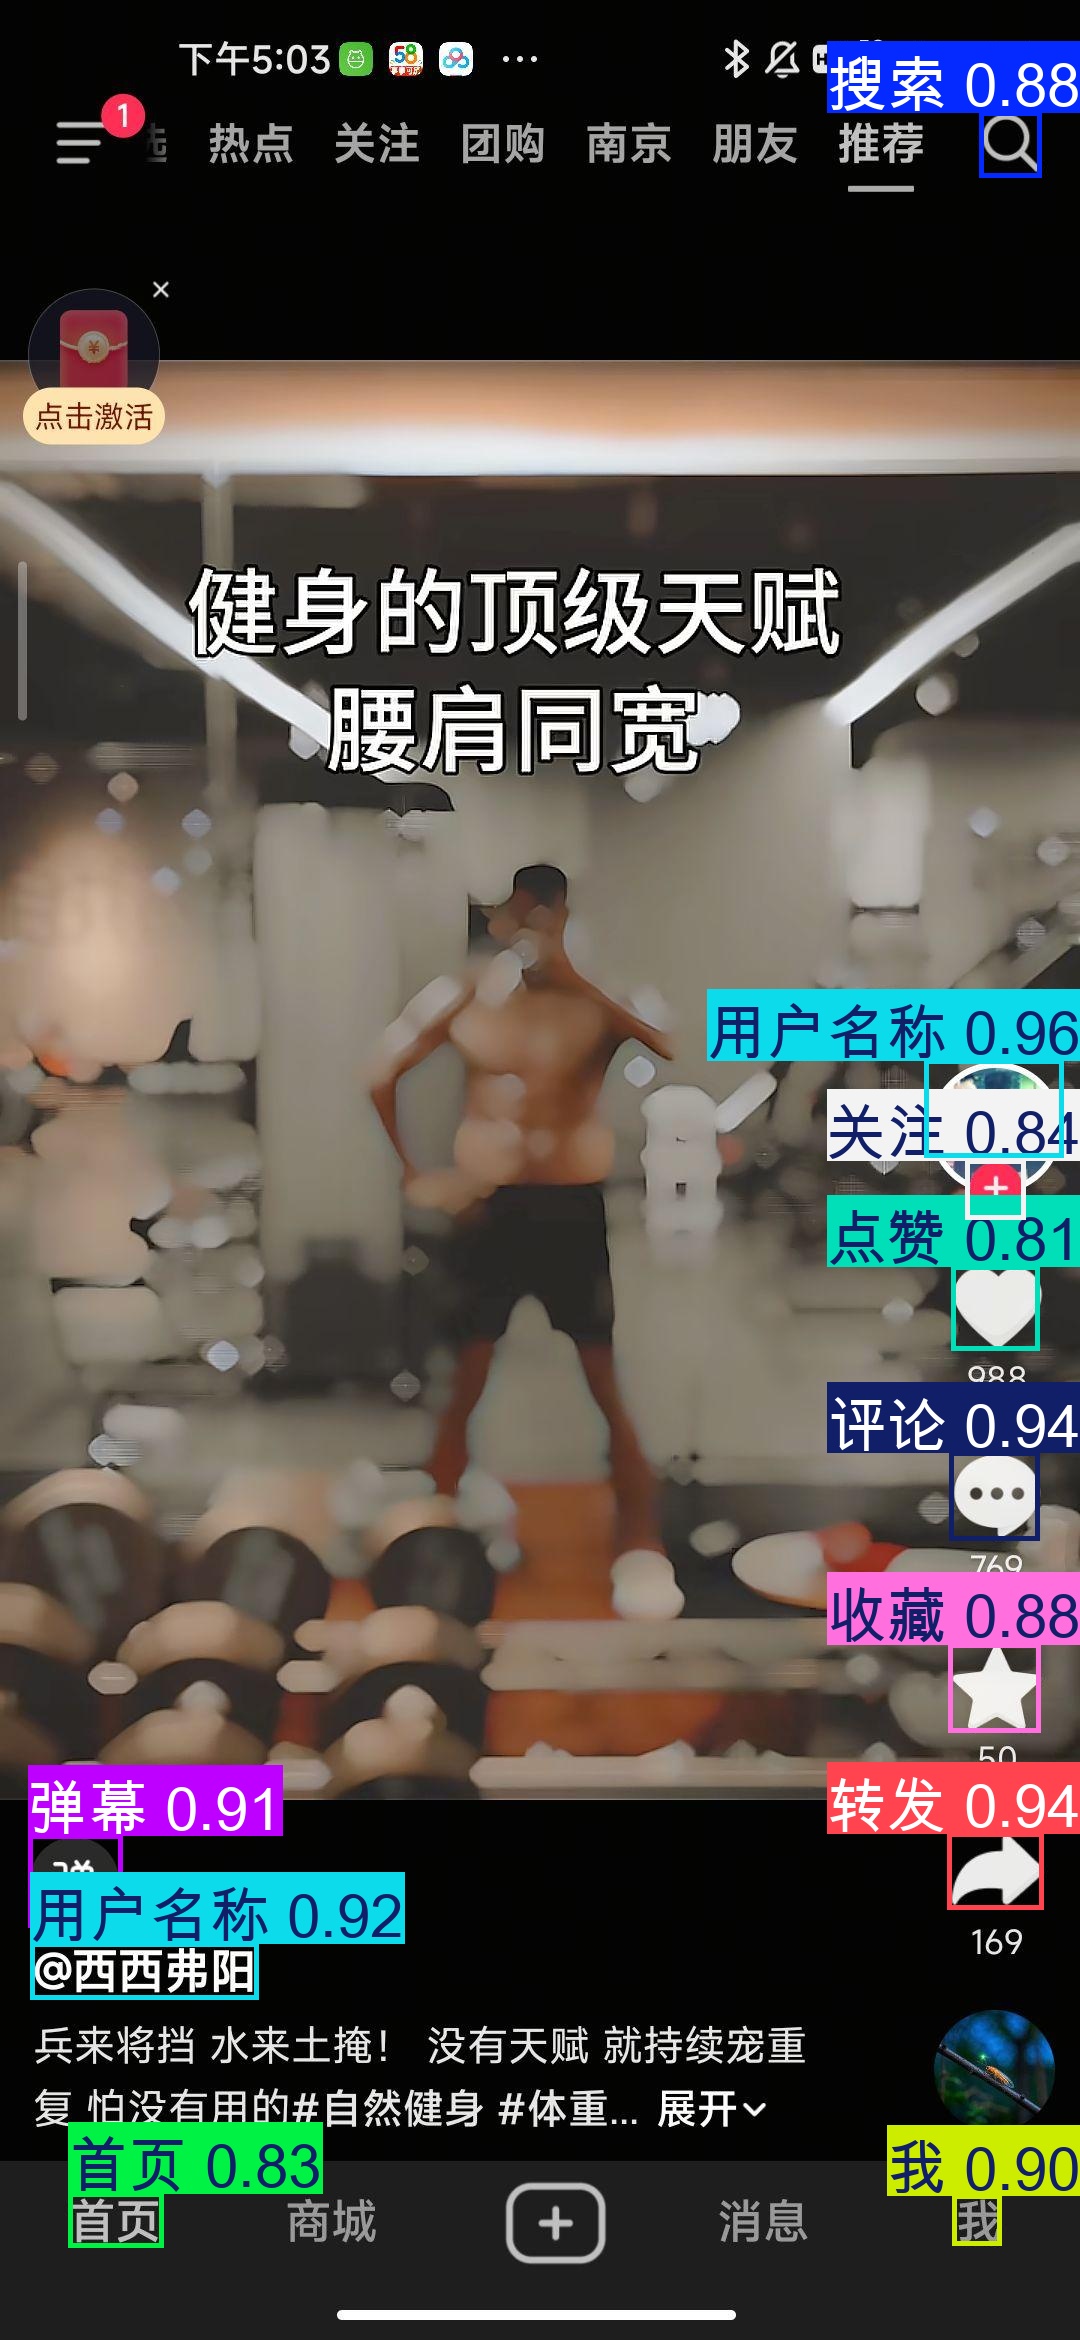 下午5:03
搜索 0.88
1
热点 关注 团购 南京 朋友 推荐
点击激活
健身的顶级天赋
腰肩同宽
用户名称 0.96
关注 0.84
点赞 0.81
988
评论 0.94
769
收藏 0.88
50
弹幕 0.91
转发 0.94
用户名称 0.92
169
@西西弗阳
兵来将挡 水来土掩！ 没有天赋 就持续宠重
复 怕没有用的#自然健身 #体重... 展开
首页 0.83
我 0.90
首页 商城 消息 我